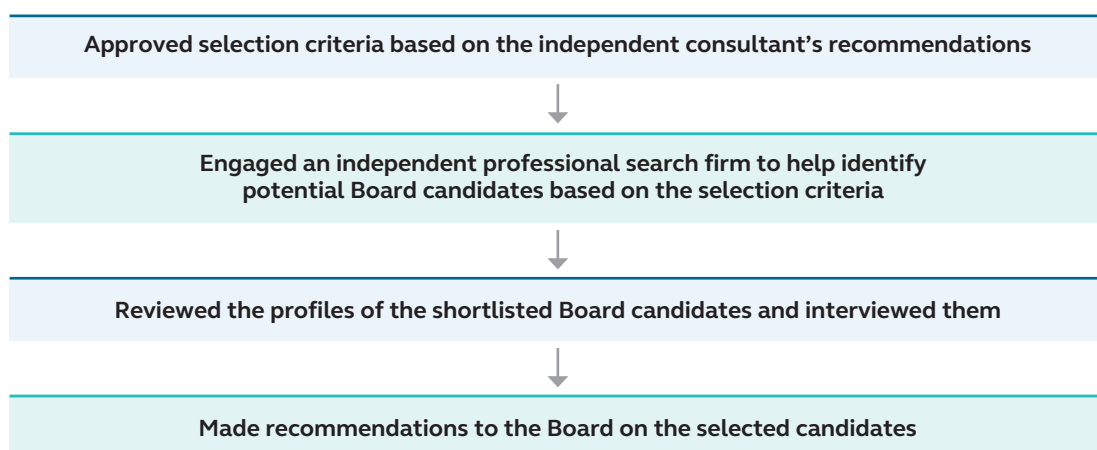 Approved selection criteria based on the independent consultant’s recommendations
Engaged an independent professional search firm to help identify
potential Board candidates based on the selection criteria
Reviewed the profiles of the shortlisted Board candidates and interviewed them
Made recommendations to the Board on the selected candidates